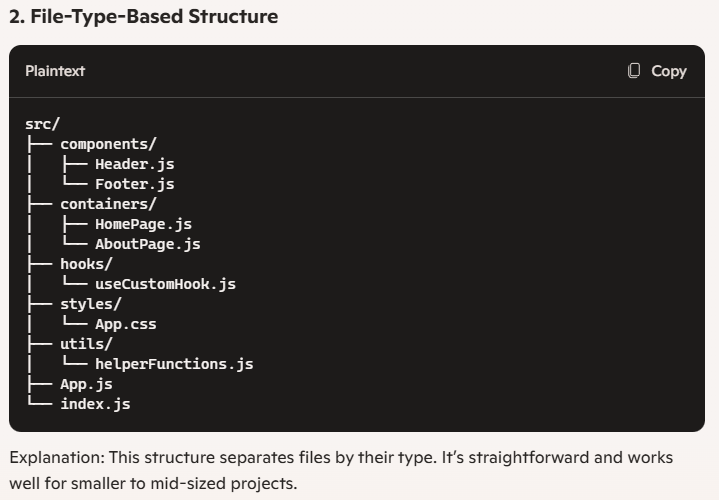 2. File-Type-Based Structure
Plaintext
Copy
src/
├── components/
│   ├── Header.js
│   └── Footer.js
├── containers/
│   ├── HomePage.js
│   └── AboutPage.js
├── hooks/
│   └── useCustomHook.js
├── styles/
│   └── App.css
├── utils/
│   └── helperFunctions.js
├── App.js
└── index.js
Explanation: This structure separates files by their type. It’s straightforward and works
well for smaller to mid-sized projects.